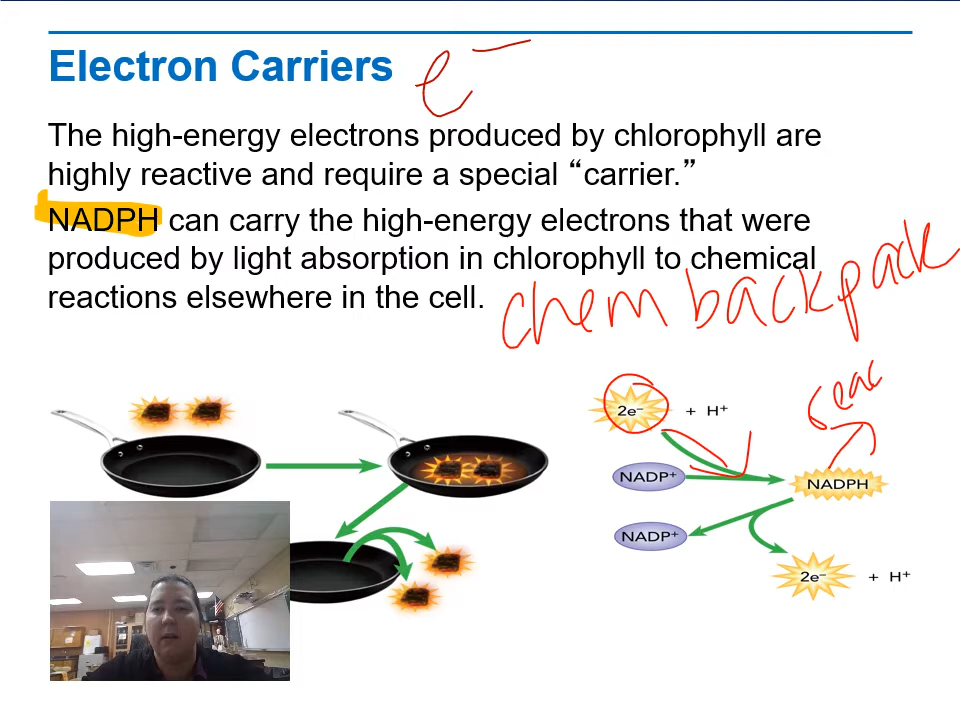 Electron Carriers e⁻
The high-energy electrons produced by chlorophyll are
highly reactive and require a special “carrier.”
NADPH can carry the high-energy electrons that were
produced by light absorption in chlorophyll to chemical
reactions elsewhere in the cell.
chem backpack
2e⁻ + H⁺
NADP⁺
NADPH
NADP⁺
2e⁻ + H⁺